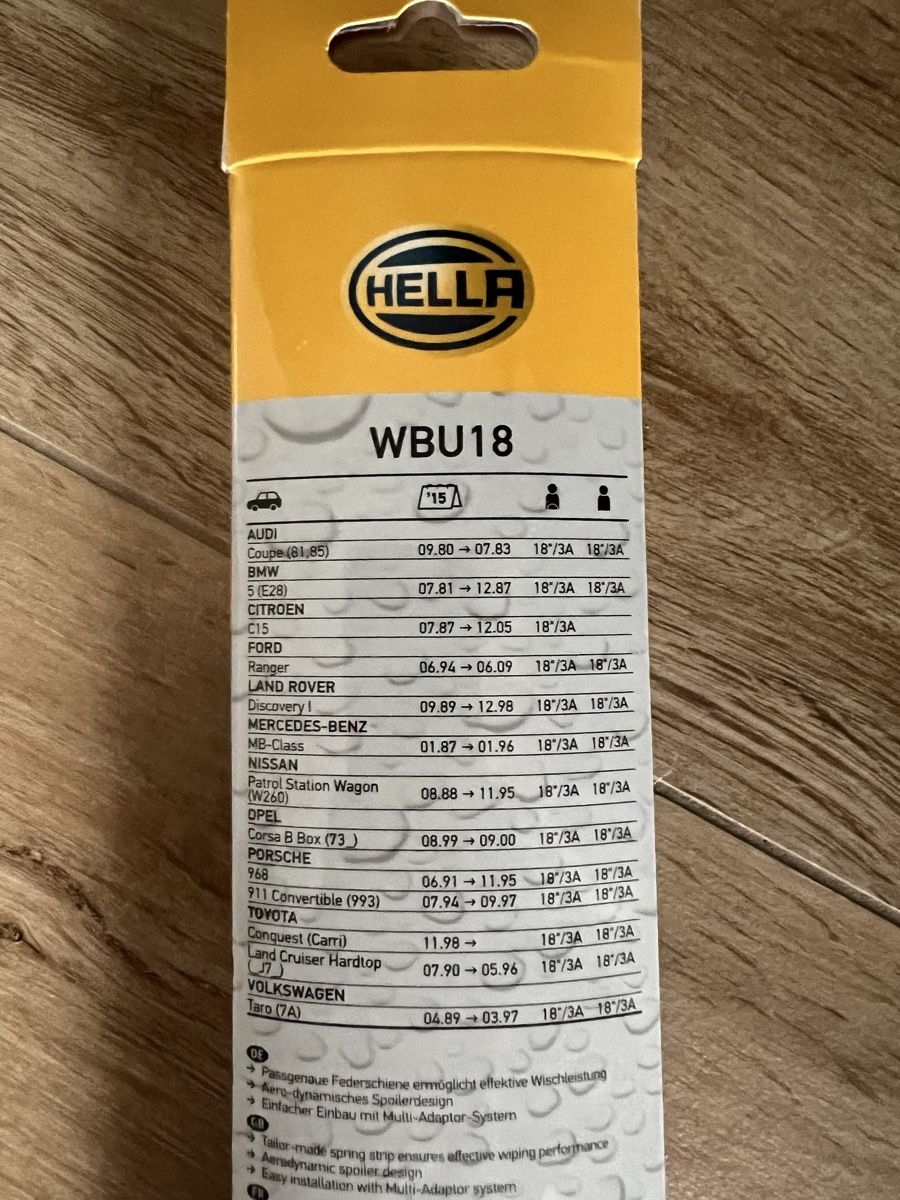 HELLA
WBU18
'15
AUDI
Coupe (81,85) 09.80 → 07.83 18"/3A 18"/3A
BMW
5 (E28) 07.81 → 12.87 18"/3A 18"/3A
CITROEN
C15 07.87 → 12.05 18"/3A
FORD
Ranger 06.94 → 06.09 18"/3A 18"/3A
LAND ROVER
Discovery I 09.89 → 12.98 18"/3A 18"/3A
MERCEDES-BENZ
MB-Class 01.87 → 01.96 18"/3A 18"/3A
NISSAN
Patrol Station Wagon
(W260) 08.88 → 11.95 18"/3A 18"/3A
OPEL
Corsa B Box (73_) 08.99 → 09.00 18"/3A 18"/3A
PORSCHE
968 06.91 → 11.95 18"/3A 18"/3A
911 Convertible (993) 07.94 → 09.97 18"/3A 18"/3A
TOYOTA
Conquest (Carri) 11.98 → 18"/3A 18"/3A
Land Cruiser Hardtop
(_J7_) 07.90 → 05.96 18"/3A 18"/3A
VOLKSWAGEN
Taro (7A) 04.89 → 03.97 18"/3A 18"/3A
DE
→ Passgenaue Federschiene ermöglicht effektive Wischleistung
→ Aero-dynamisches Spoilerdesign
→ Einfacher Einbau mit Multi-Adaptor-System
GB
→ Tailor-made spring strip ensures effective wiping performance
→ Aerodynamic spoiler design
→ Easy installation with Multi-Adaptor system
FR